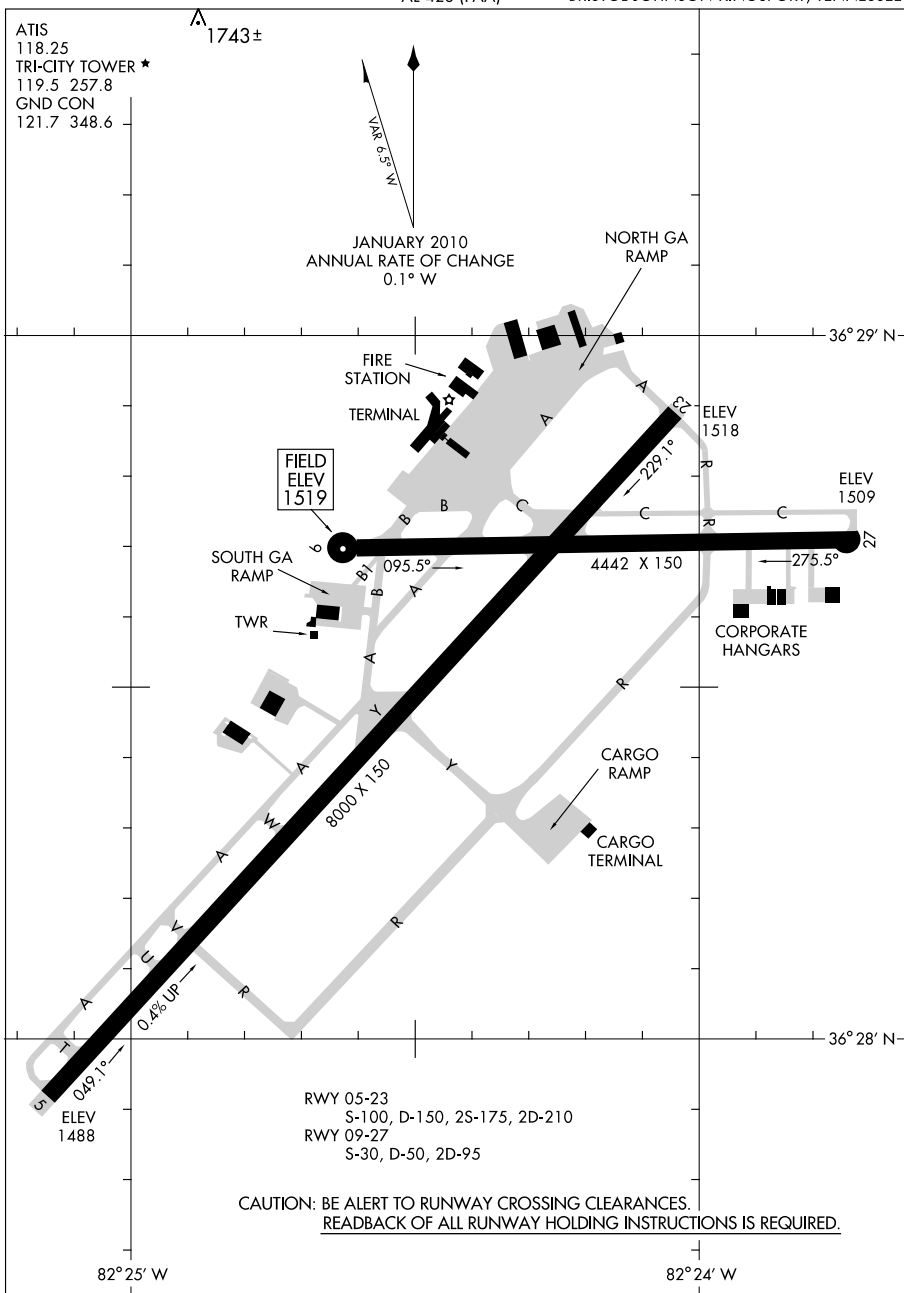 AL-428 (FAA)
ATIS
118.25
TRI-CITY TOWER ★
119.5 257.8
GND CON
121.7 348.6
1743±
VAR 6.5° W
JANUARY 2010
ANNUAL RATE OF CHANGE
0.1° W
NORTH GA
RAMP
36°29' N
FIRE
STATION
TERMINAL
A
A
23
ELEV
1518
229.1°
R
FIELD
ELEV
1519
ELEV
1509
B
B
C
C
R
C
9
27
095.5°
4442 X 150
275.5°
SOUTH GA
RAMP
B1
B
A
TWR
CORPORATE
HANGARS
A
R
Y
A
Y
CARGO
RAMP
8000 X 150
W
A
CARGO
TERMINAL
V
R
U
0.4% UP
R
A
T
36°28' N
049.1°
5
ELEV
1488
RWY 05-23
S-100, D-150, 2S-175, 2D-210
RWY 09-27
S-30, D-50, 2D-95
CAUTION: BE ALERT TO RUNWAY CROSSING CLEARANCES.
READBACK OF ALL RUNWAY HOLDING INSTRUCTIONS IS REQUIRED.
82°25' W
82°24' W